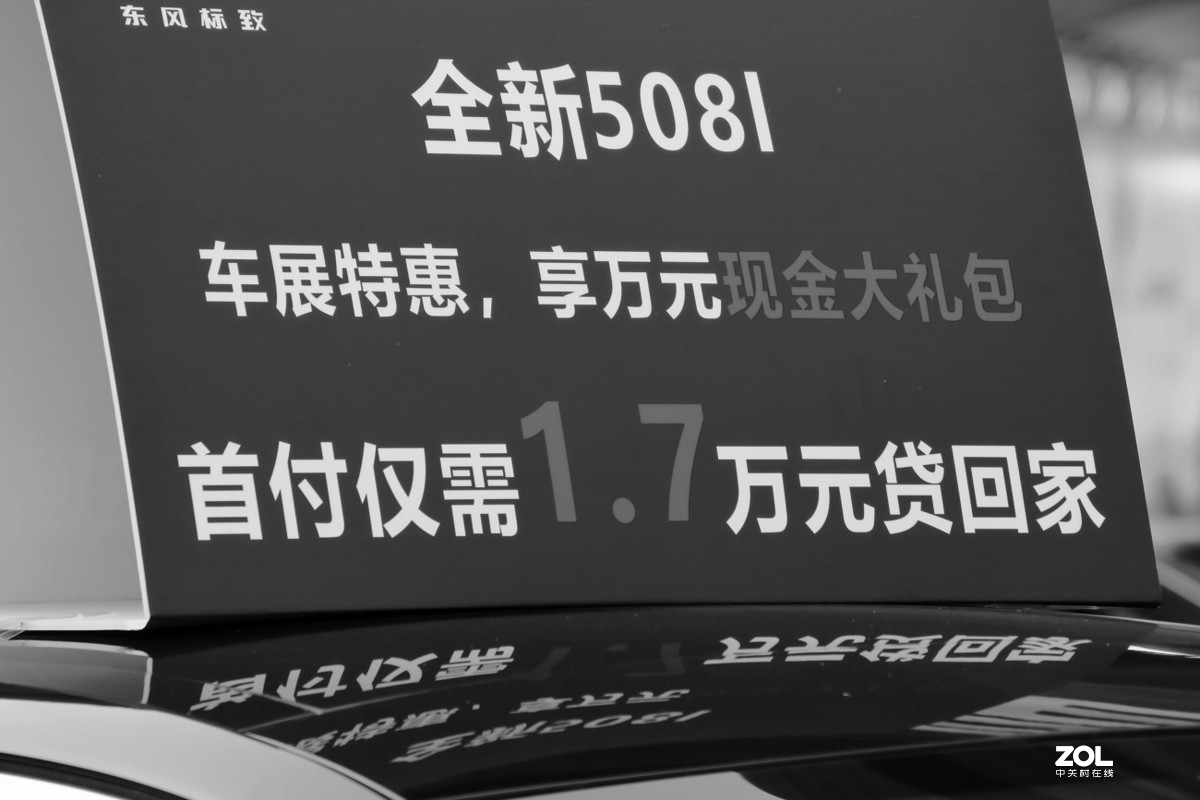 东风标致
全新508l
车展特惠，享万元现金大礼包
首付仅需1.7万元贷回家
ZOL
中关村在线